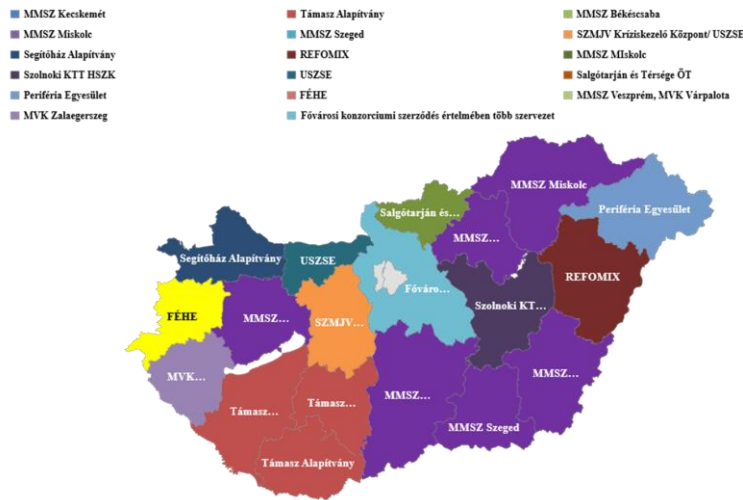 MMSZ Kecskemét
Támasz Alapítvány
MMSZ Békéscsaba
MMSZ Miskolc
MMSZ Szeged
SZMJV Kríziskezelő Központ/ USZSE
Segítőház Alapítvány
REFOMIX
MMSZ MIskolc
Szolnoki KTT HSZK
USZSE
Salgótarján és Térsége ÖT
Periféria Egyesület
FÉHE
MMSZ Veszprém, MVK Várpalota
MVK Zalaegerszeg
Fővárosi konzorciumi szerződés értelmében több szervezet
MMSZ Miskolc
Salgótarján és...
Periféria Egyesület
MMSZ...
Segítőház Alapítvány
USZSE
REFOMIX
Főváro...
Szolnoki KT...
FÉHE
MMSZ...
SZMJV...
MVK...
MMSZ...
MMSZ...
Támasz...
Támasz...
MMSZ Szeged
Támasz Alapítvány